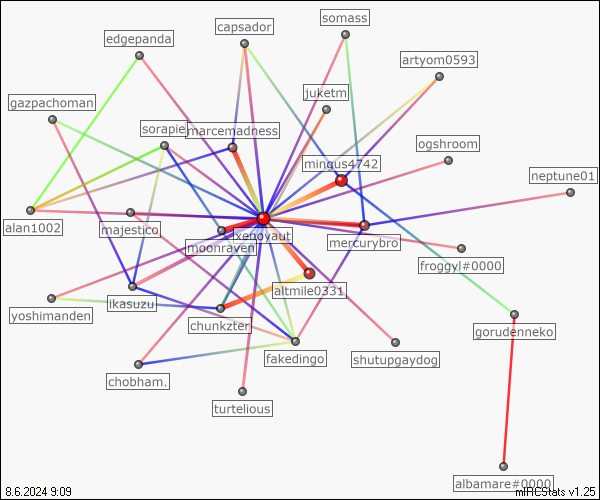 somass
capsador
edgepanda
artyom0593
juketm
gazpachoman
sorapie
marcemadness
ogshroom
mingus4742
neptune01
alan1002
majestico
xenoyaut
moonraven
mercurybro
froggyl#0000
altmile0331
ikasuzu
yoshimanden
chunkzter
gorudenneko
fakedingo
shutupgaydog
chobham.
turtelious
albamare#0000
8.6.2024 9:09
mIRCStats v1.25